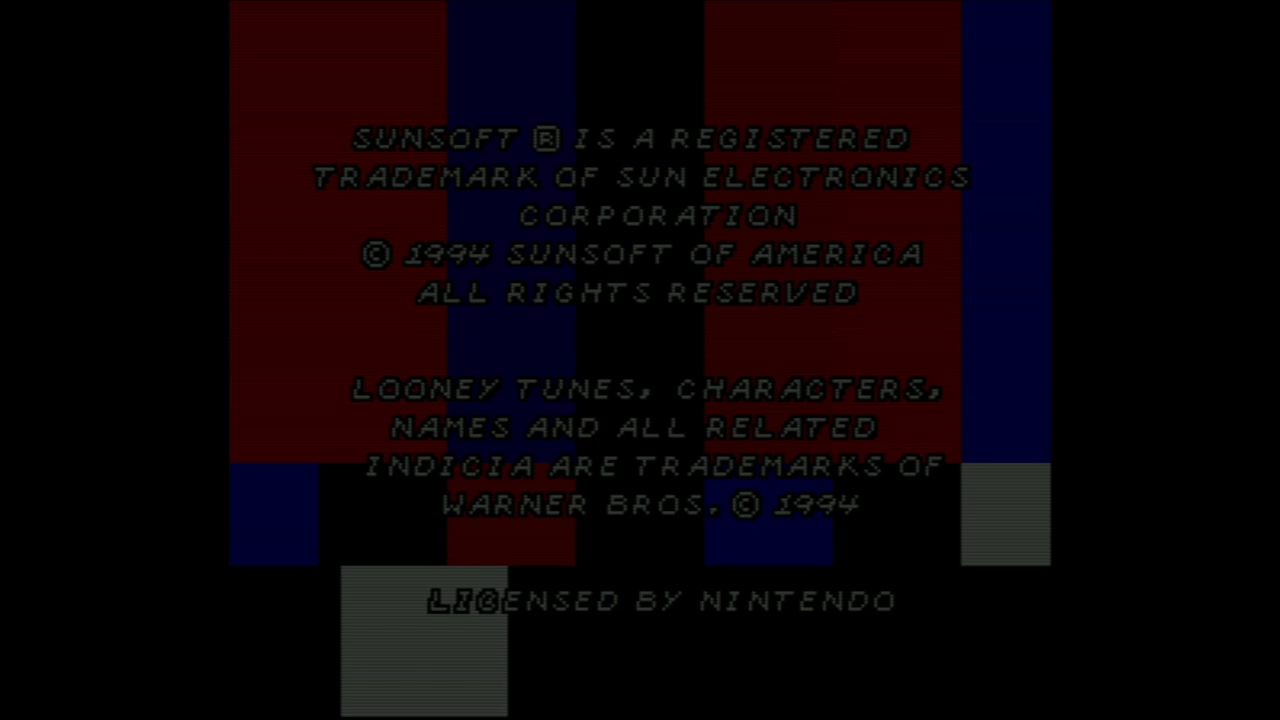 SUNSOFT ® IS A REGISTERED
TRADEMARK OF SUN ELECTRONICS
CORPORATION
© 1994 SUNSOFT OF AMERICA
ALL RIGHTS RESERVED
LOONEY TUNES, CHARACTERS,
NAMES AND ALL RELATED
INDICIA ARE TRADEMARKS OF
WARNER BROS. © 1994
LICENSED BY NINTENDO